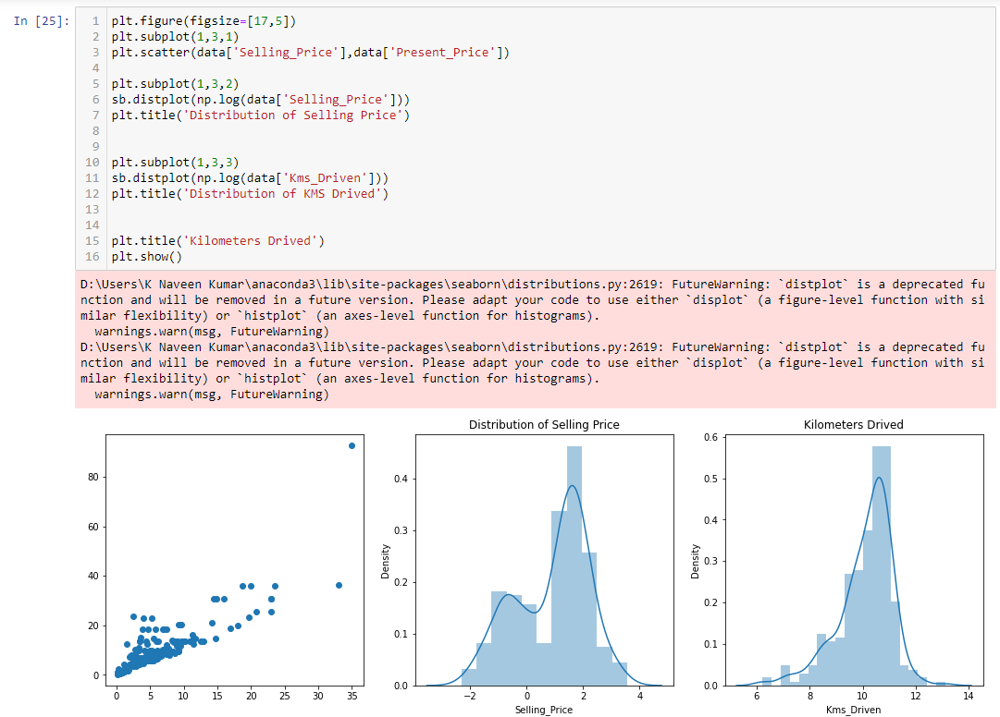 In [25]:
1 plt.figure(figsize=[17,5])
2 plt.subplot(1,3,1)
3 plt.scatter(data['Selling_Price'],data['Present_Price'])
4
5 plt.subplot(1,3,2)
6 sb.distplot(np.log(data['Selling_Price']))
7 plt.title('Distribution of Selling Price')
8
9
10 plt.subplot(1,3,3)
11 sb.distplot(np.log(data['Kms_Driven']))
12 plt.title('Distribution of KMS Drived')
13
14
15 plt.title('Kilometers Drived')
16 plt.show()
D:\Users\K Naveen Kumar\anaconda3\lib\site-packages\seaborn\distributions.py:2619: FutureWarning: `distplot` is a deprecated fu
nction and will be removed in a future version. Please adapt your code to use either `displot` (a figure-level function with si
milar flexibility) or `histplot` (an axes-level function for histograms).
warnings.warn(msg, FutureWarning)
D:\Users\K Naveen Kumar\anaconda3\lib\site-packages\seaborn\distributions.py:2619: FutureWarning: `distplot` is a deprecated fu
nction and will be removed in a future version. Please adapt your code to use either `displot` (a figure-level function with si
milar flexibility) or `histplot` (an axes-level function for histograms).
warnings.warn(msg, FutureWarning)
80
60
40
20
0
0 5 10 15 20 25 30 35
Distribution of Selling Price
Density
0.4
0.3
0.2
0.1
0.0
−2 0 2 4
Selling_Price
Kilometers Drived
Density
0.6
0.5
0.4
0.3
0.2
0.1
0.0
6 8 10 12 14
Kms_Driven